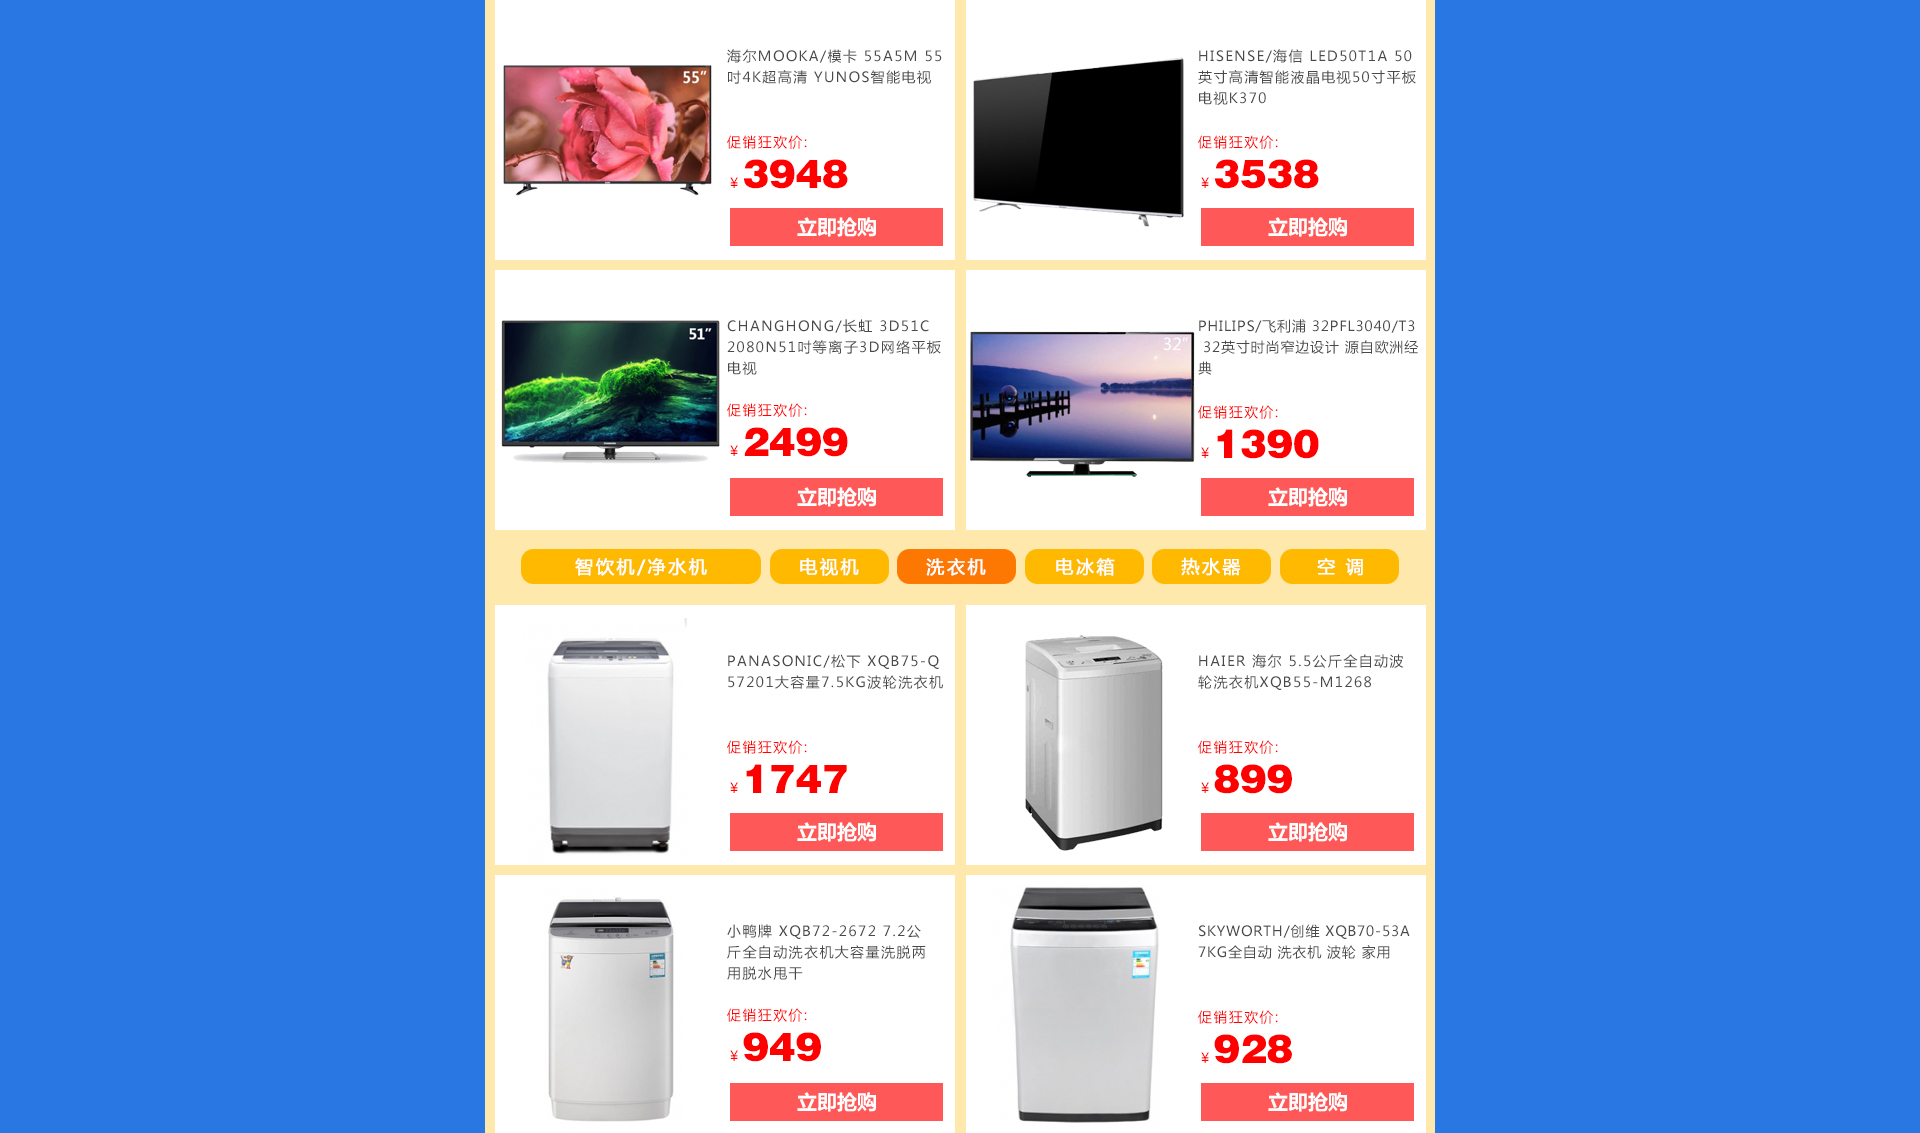 55"
海尔MOOKA/模卡 55A5M 55
吋4K超高清 YUNOS智能电视
促销狂欢价:
¥ 3948
立即抢购
HISENSE/海信 LED50T1A 50
英寸高清智能液晶电视50寸平板
电视K370
促销狂欢价:
¥ 3538
立即抢购
51"
CHANGHONG/长虹 3D51C
2080N51吋等离子3D网络平板
电视
促销狂欢价:
¥ 2499
立即抢购
32"
PHILIPS/飞利浦 32PFL3040/T3
32英寸时尚窄边设计 源自欧洲经
典
促销狂欢价:
¥ 1390
立即抢购
智饮机/净水机
电视机
洗衣机
电冰箱
热水器
空 调
PANASONIC/松下 XQB75-Q
57201大容量7.5KG波轮洗衣机
促销狂欢价:
¥ 1747
立即抢购
HAIER 海尔 5.5公斤全自动波
轮洗衣机XQB55-M1268
促销狂欢价:
¥ 899
立即抢购
小鸭牌 XQB72-2672 7.2公
斤全自动洗衣机大容量洗脱两
用脱水甩干
促销狂欢价:
¥ 949
立即抢购
SKYWORTH/创维 XQB70-53A
7KG全自动 洗衣机 波轮 家用
促销狂欢价:
¥ 928
立即抢购